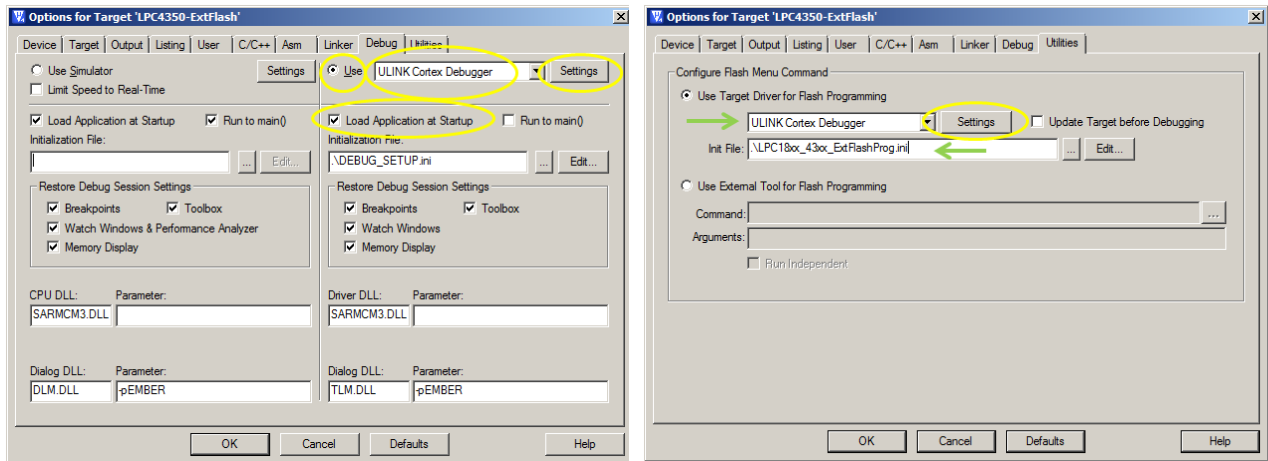 Options for Target 'LPC4350-ExtFlash'
Device Target Output Listing User C/C++ Asm Linker Debug Utilities
Use Simulator Settings
Limit Speed to Real-Time
Use ULINK Cortex Debugger Settings
Load Application at Startup Run to main()
Initialization File:
... Edit...
Load Application at Startup Run to main()
Initialization File:
.\DEBUG_SETUP.ini ... Edit...
Restore Debug Session Settings
Breakpoints Toolbox
Watch Windows & Performance Analyzer
Memory Display
Restore Debug Session Settings
Breakpoints Toolbox
Watch Windows
Memory Display
CPU DLL: Parameter:
SARMCM3.DLL
Driver DLL: Parameter:
SARMCM3.DLL
Dialog DLL: Parameter:
DLM.DLL -pEMBER
Dialog DLL: Parameter:
TLM.DLL -pEMBER
OK Cancel Defaults Help
Options for Target 'LPC4350-ExtFlash'
Device Target Output Listing User C/C++ Asm Linker Debug Utilities
Configure Flash Menu Command
Use Target Driver for Flash Programming
ULINK Cortex Debugger Settings Update Target before Debugging
Init File: .\LPC18xx_43xx_ExtFlashProg.ini ... Edit...
Use External Tool for Flash Programming
Command: ...
Arguments:
Run Independent
OK Cancel Defaults Help